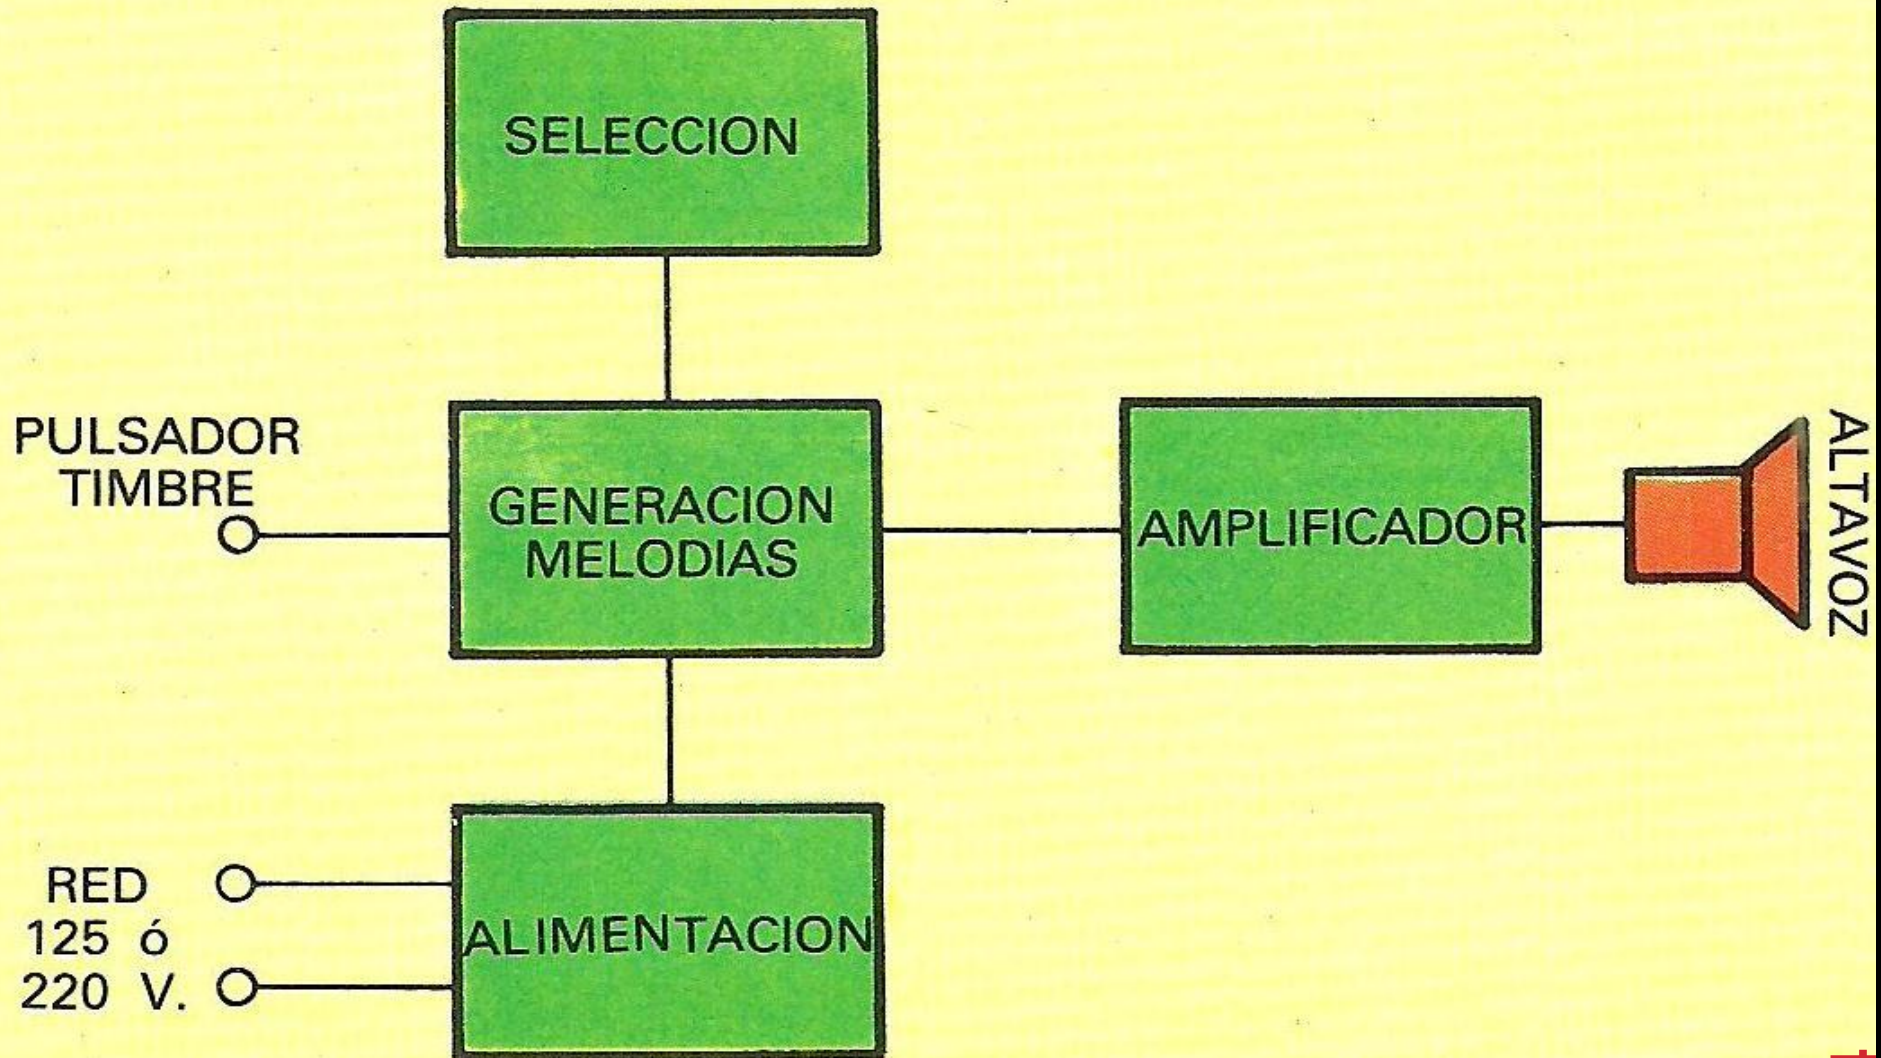 SELECCION
PULSADOR
TIMBRE
GENERACION
MELODIAS
AMPLIFICADOR
ALTAVOZ
RED
125 ó
220 V.
ALIMENTACION